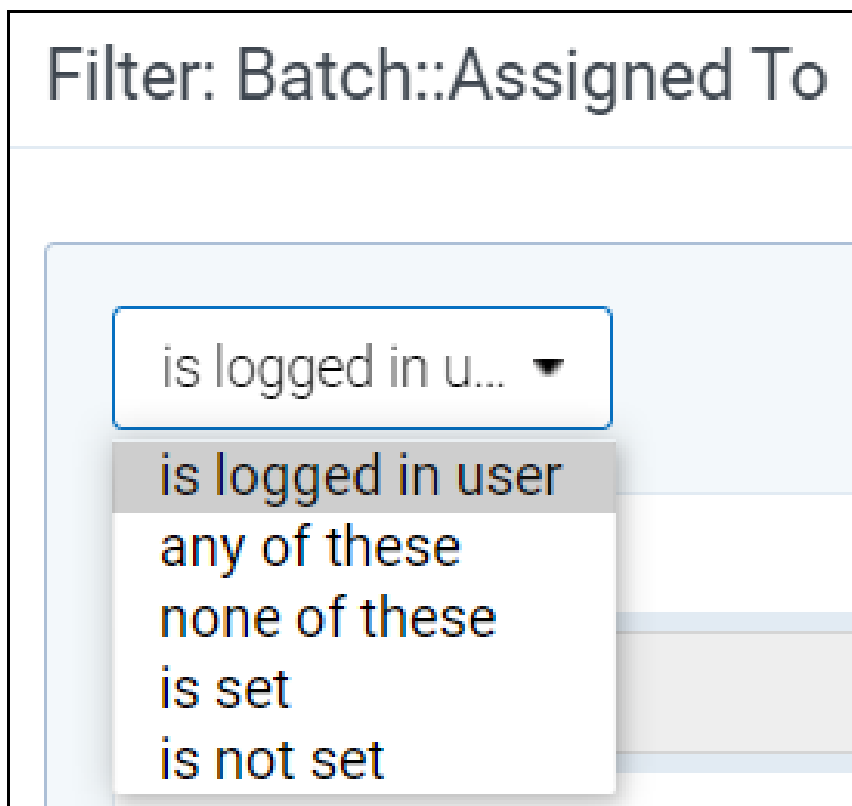 Filter: Batch::Assigned To
is logged in u...
is logged in user
any of these
none of these
is set
is not set